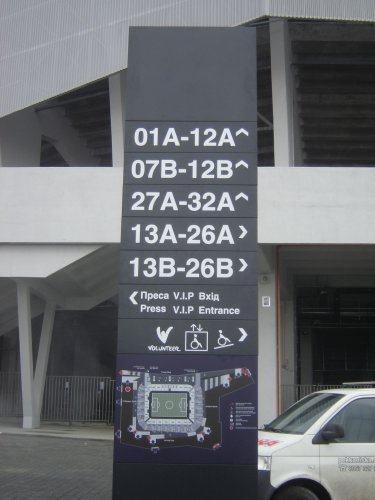 01A-12A^
07B-12B^
27A-32A^
13A-26A>
13B-26B>
< Преса V.I.P Вхід
Press V.I.P Entrance
VOLUNTEER >